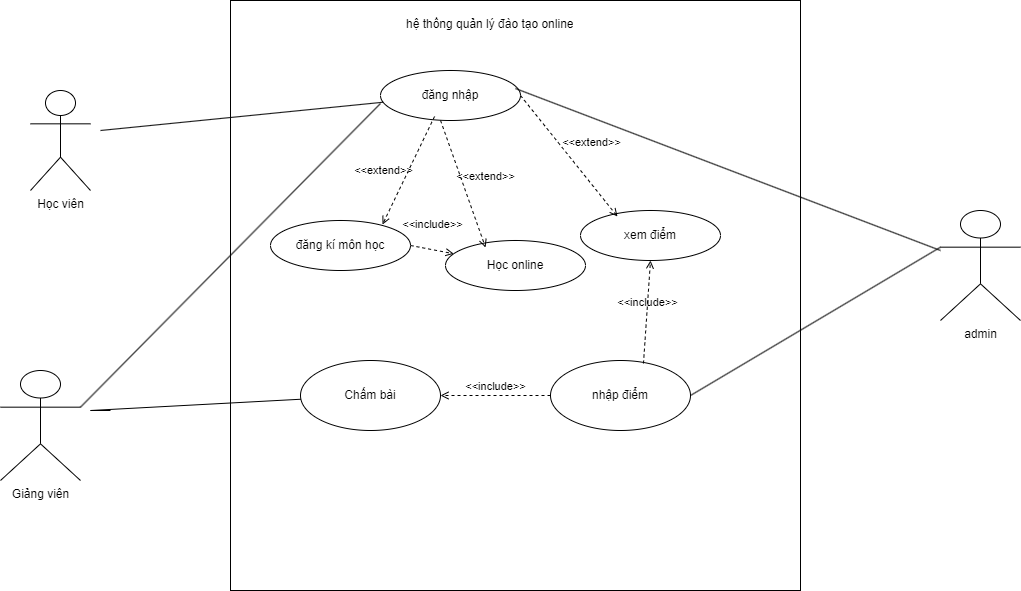 hệ thống quản lý đảo tạo online
đăng nhập
<<extend>>
<<extend>>
<<extend>>
Học viên
<<include>>
đăng kí môn học
Học online
xem điểm
<<include>>
admin
Chấm bài
<<include>>
nhập điểm
Giảng viên